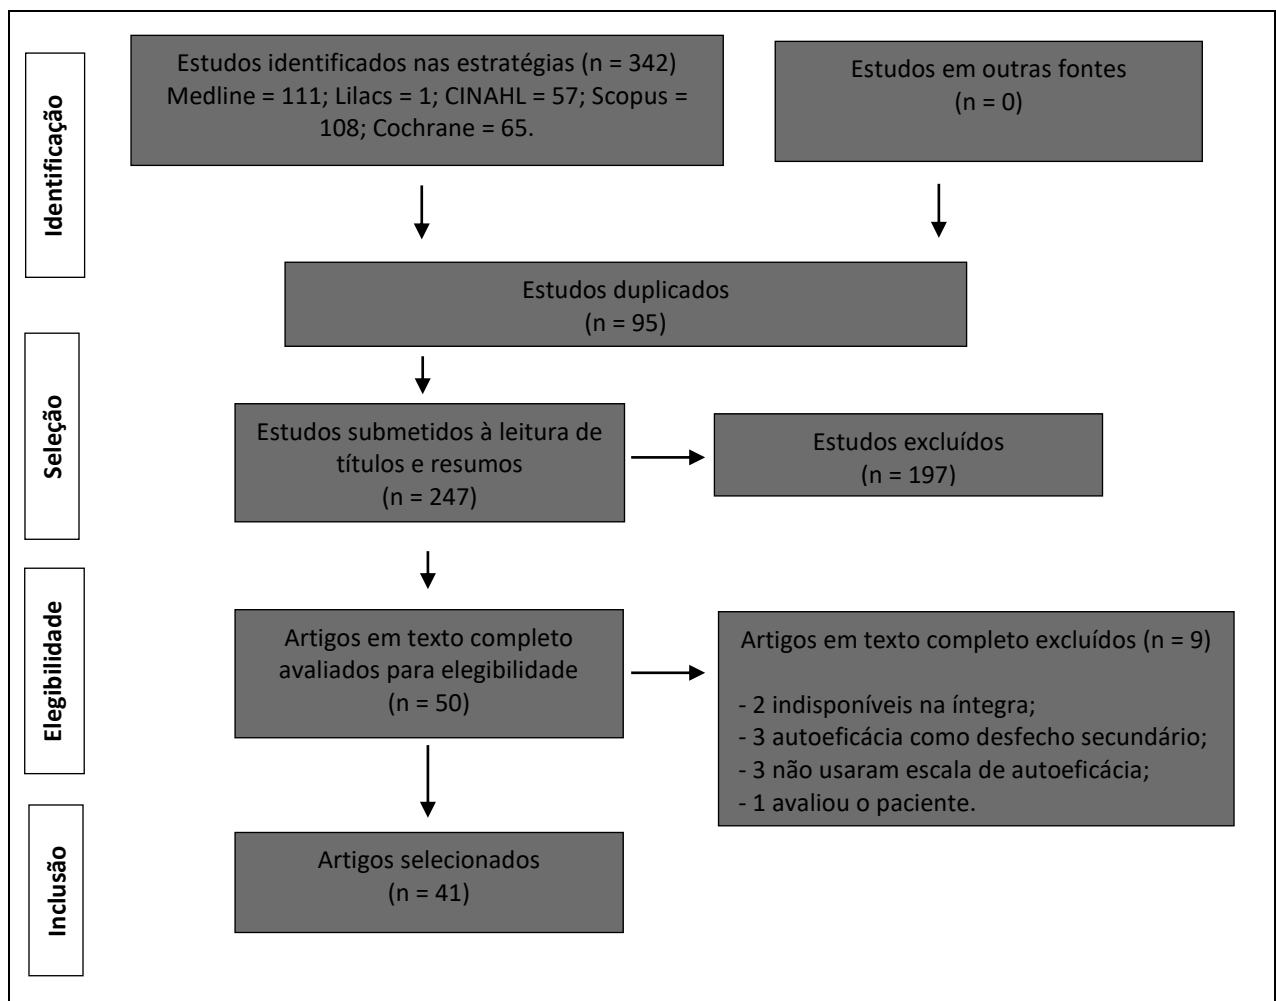 Identificação
Estudos identificados nas estratégias (n = 342)
Medline = 111; Lilacs = 1; CINAHL = 57; Scopus =
108; Cochrane = 65.
Estudos em outras fontes
(n = 0)
Estudos duplicados
(n = 95)
Seleção
Estudos submetidos à leitura de
títulos e resumos
(n = 247)
Estudos excluídos
(n = 197)
Elegibilidade
Artigos em texto completo
avaliados para elegibilidade
(n = 50)
Artigos em texto completo excluídos (n = 9)
- 2 indisponíveis na íntegra;
- 3 autoeficácia como desfecho secundário;
- 3 não usaram escala de autoeficácia;
- 1 avaliou o paciente.
Inclusão
Artigos selecionados
(n = 41)